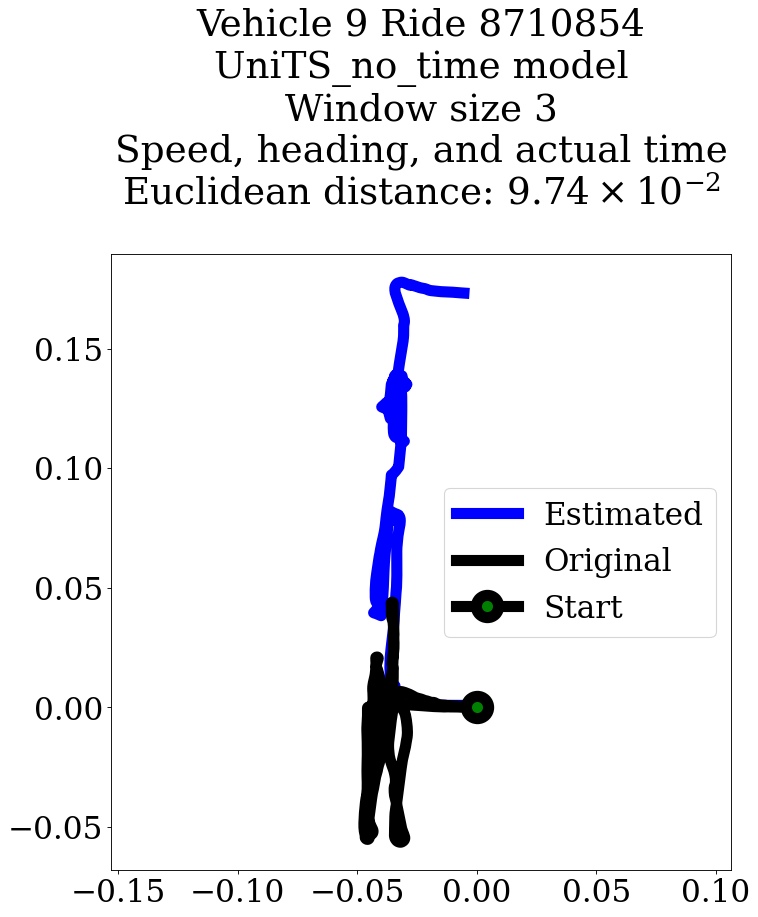 Vehicle 9 Ride 8710854
UniTS_no_time model
Window size 3
Speed, heading, and actual time
Euclidean distance: 9.74 × 10⁻²
0.15
0.10
0.05
0.00
−0.05
Estimated
Original
Start
−0.15 −0.10 −0.05 0.00 0.05 0.10